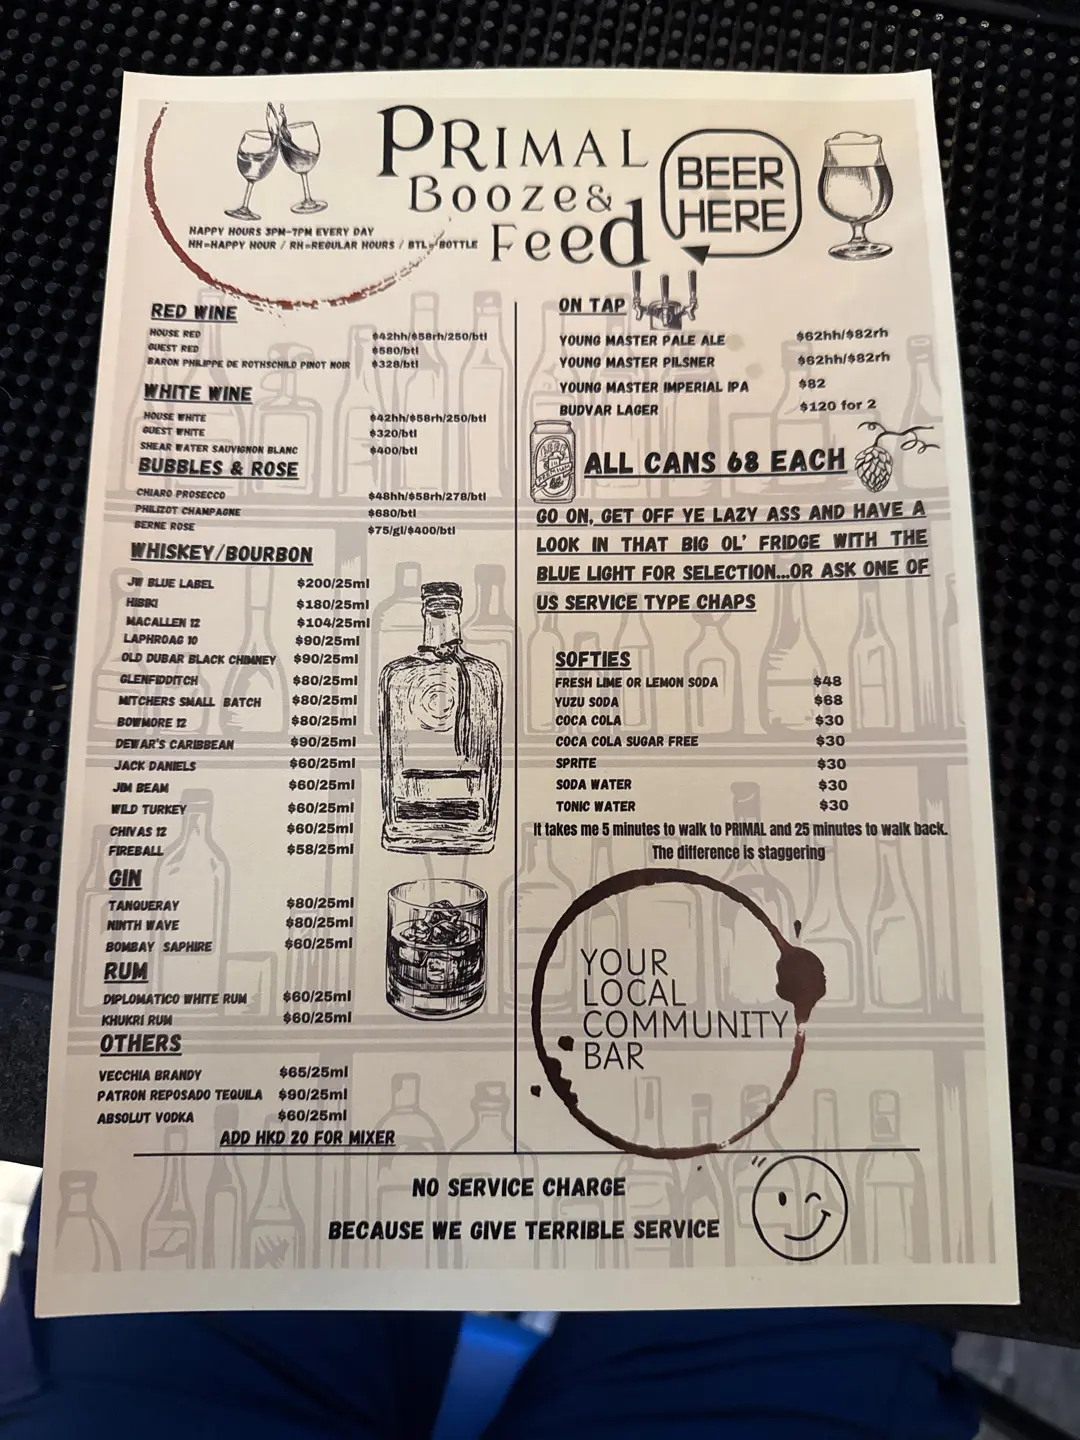 PRIMAL
Booze&
Feed
BEER
HERE
HAPPY HOURS 3PM-7PM EVERY DAY
HH=HAPPY HOUR / RH=REGULAR HOURS / BTL=BOTTLE
RED WINE
HOUSE RED $42hh/$58rh/250/btl
GUEST RED $580/btl
BARON PHILIPPE DE ROTHSCHILD PINOT NOIR $328/btl
WHITE WINE
HOUSE WHITE $42hh/$58rh/250/btl
GUEST WHITE $320/btl
SHEAR WATER SAUVIGNON BLANC $400/btl
BUBBLES & ROSE
CHIARO PROSECCO $48hh/$58rh/278/btl
PHILIZOT CHAMPAGNE $680/btl
BERNE ROSE $75/gl/$400/btl
WHISKEY/BOURBON
JW BLUE LABEL $200/25ml
HIBIKI $180/25ml
MACALLEN 12 $104/25ml
LAPHROAG 10 $90/25ml
OLD DUBAR BLACK CHIMNEY $90/25ml
GLENFIDDITCH $80/25ml
MITCHERS SMALL BATCH $80/25ml
BOWMORE 12 $80/25ml
DEWAR'S CARIBBEAN $90/25ml
JACK DANIELS $60/25ml
JIM BEAM $60/25ml
WILD TURKEY $60/25ml
CHIVAS 12 $60/25ml
FIREBALL $58/25ml
GIN
TANQUERAY $80/25ml
NINTH WAVE $80/25ml
BOMBAY SAPHIRE $60/25ml
RUM
DIPLOMATICO WHITE RUM $60/25ml
KHUKRI RUM $60/25ml
OTHERS
VECCHIA BRANDY $65/25ml
PATRON REPOSADO TEQUILA $90/25ml
ABSOLUT VODKA $60/25ml
ADD HKD 20 FOR MIXER
ON TAP
YOUNG MASTER PALE ALE $62hh/$82rh
YOUNG MASTER PILSNER $62hh/$82rh
YOUNG MASTER IMPERIAL IPA $82
BUDVAR LAGER $120 for 2
ALL CANS 68 EACH
GO ON, GET OFF YE LAZY ASS AND HAVE A
LOOK IN THAT BIG OL' FRIDGE WITH THE
BLUE LIGHT FOR SELECTION...OR ASK ONE OF
US SERVICE TYPE CHAPS
SOFTIES
FRESH LIME OR LEMON SODA $48
YUZU SODA $68
COCA COLA $30
COCA COLA SUGAR FREE $30
SPRITE $30
SODA WATER $30
TONIC WATER $30
It takes me 5 minutes to walk to PRIMAL and 25 minutes to walk back.
The difference is staggering
YOUR
LOCAL
COMMUNITY
BAR
NO SERVICE CHARGE
BECAUSE WE GIVE TERRIBLE SERVICE